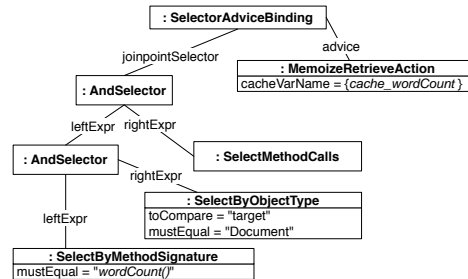 : SelectorAdviceBinding
joinpointSelector
advice
: MemoizeRetrieveAction
cacheVarName = {cache_wordCount }
: AndSelector
leftExpr
rightExpr
: AndSelector
: SelectMethodCalls
rightExpr
: SelectByObjectType
toCompare = "target"
mustEqual = "Document"
leftExpr
: SelectByMethodSignature
mustEqual = "wordCount()"